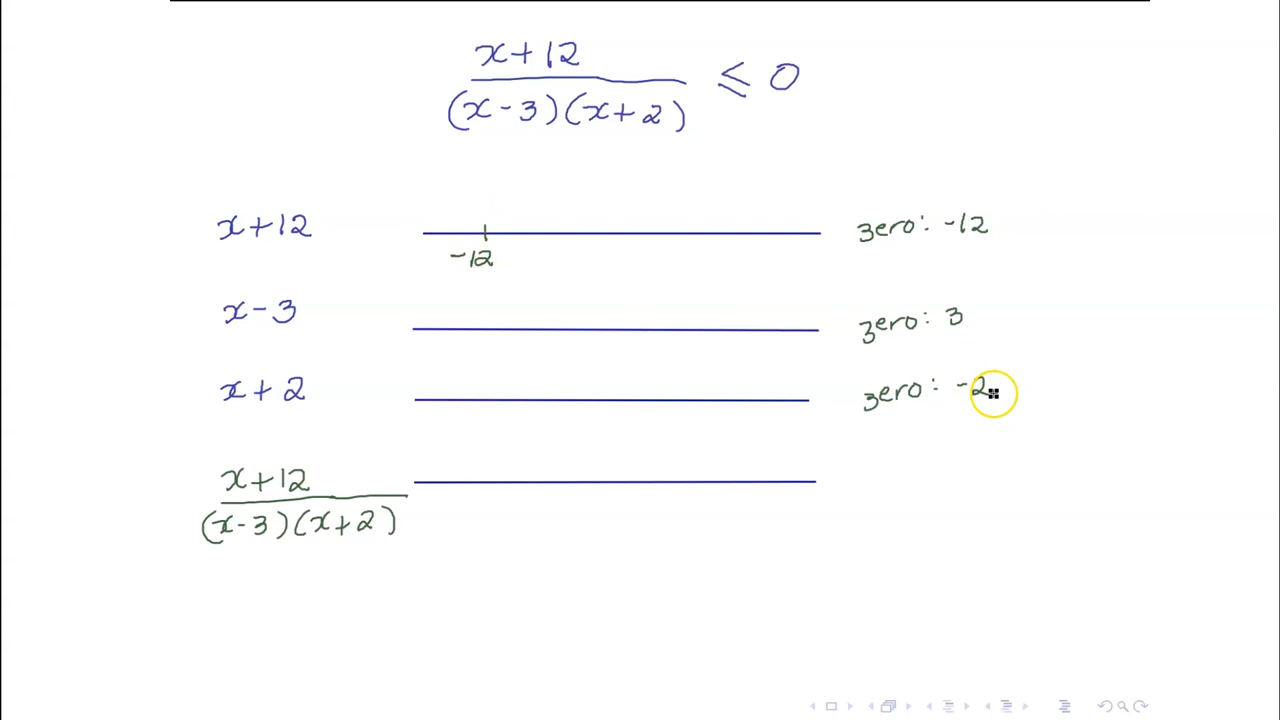 x+12
(x-3)(x+2) ≤ 0
x+12 zero: -12
-12
x-3 zero: 3
x+2 zero: -2
x+12
(x-3)(x+2)